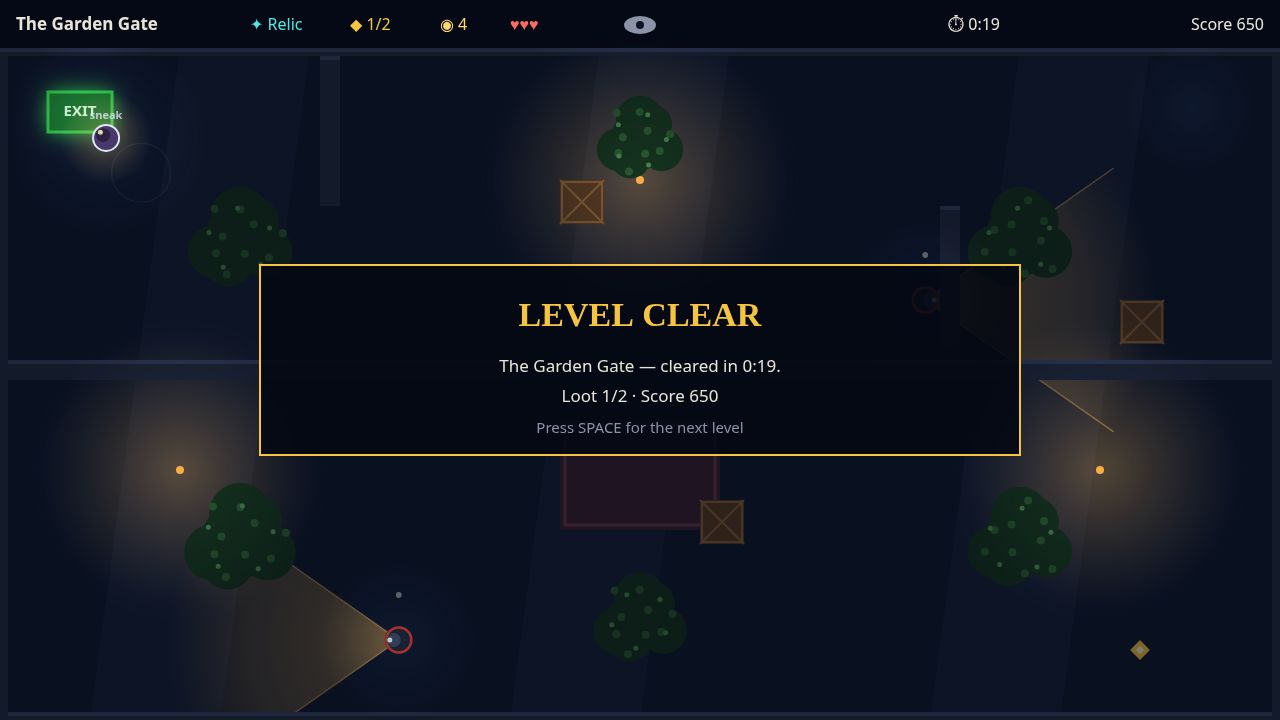 The Garden Gate ✦ Relic ◆ 1/2 ◉ 4 ♥♥♥ ⏱ 0:19 Score 650
EXIT
sneak
LEVEL CLEAR
The Garden Gate — cleared in 0:19.
Loot 1/2 · Score 650
Press SPACE for the next level